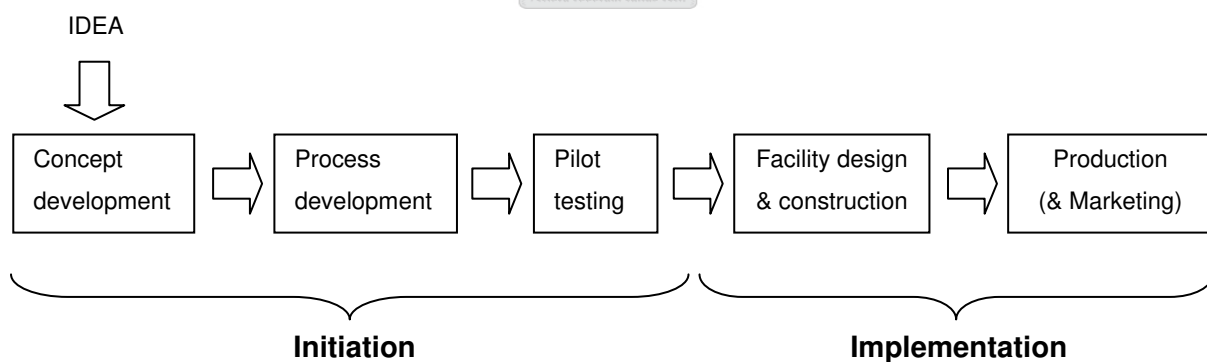 IDEA
Concept
development
Process
development
Pilot
testing
Facility design
& construction
Production
(& Marketing)
Initiation
Implementation